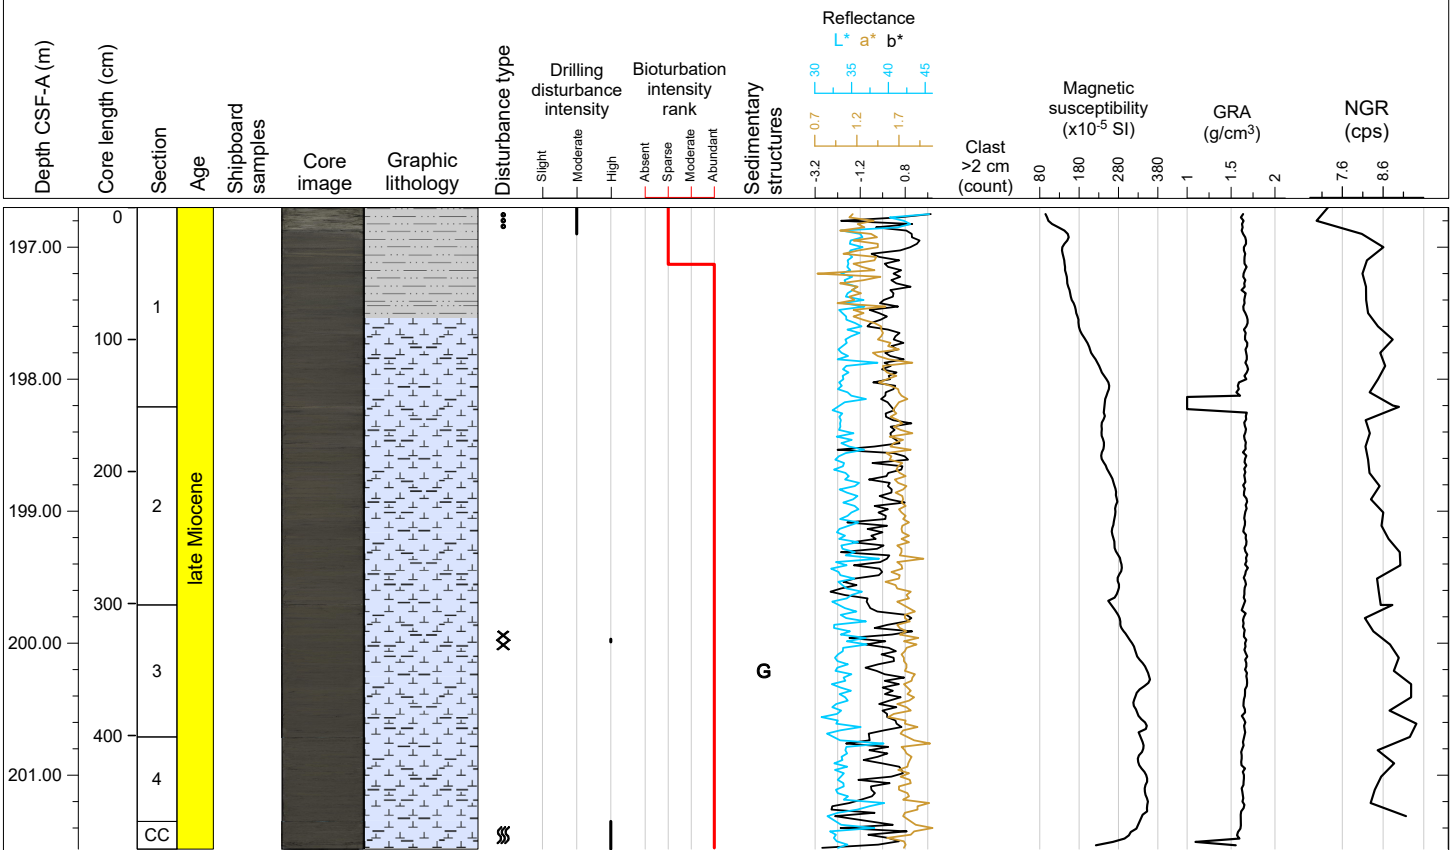 Depth CSF-A (m)
Core length (cm)
Section
Age
Shipboard
samples
Core
image
Graphic
lithology
Disturbance type
Drilling
disturbance
intensity
Slight
Moderate
High
Bioturbation
intensity
rank
Absent
Sparse
Moderate
Abundant
Sedimentary
structures
Reflectance
L* a* b*
30 35 40 45
0.7 1.2 1.7
-3.2 -1.2 0.8
Clast
>2 cm
(count)
Magnetic
susceptibility
(x10-5 SI)
80 180 280 380
GRA
(g/cm3)
1 1.5 2
NGR
(cps)
7.6 8.6
0
197.00
1
100
198.00
200
2
199.00
late Miocene
300
200.00
3
G
400
201.00
4
CC